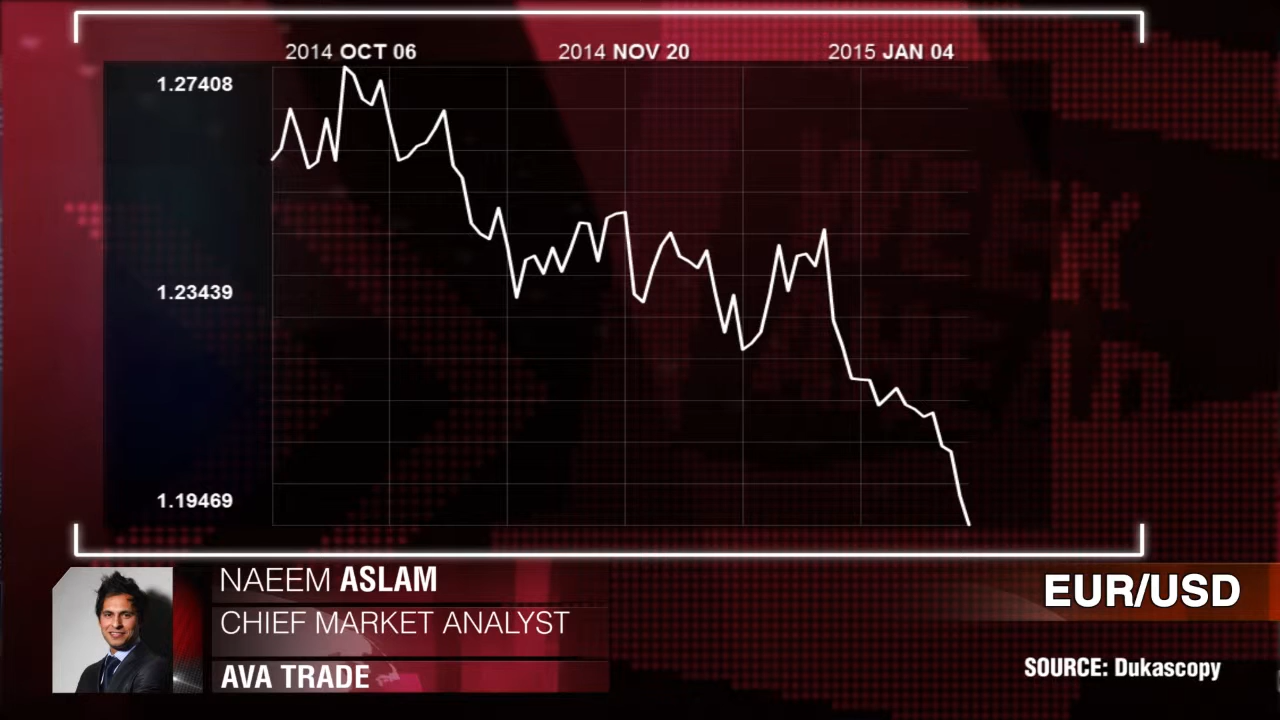 2014 OCT 06 2014 NOV 20 2015 JAN 04
1.27408
1.23439
1.19469
NAEEM ASLAM
CHIEF MARKET ANALYST
AVA TRADE
EUR/USD
SOURCE: Dukascopy